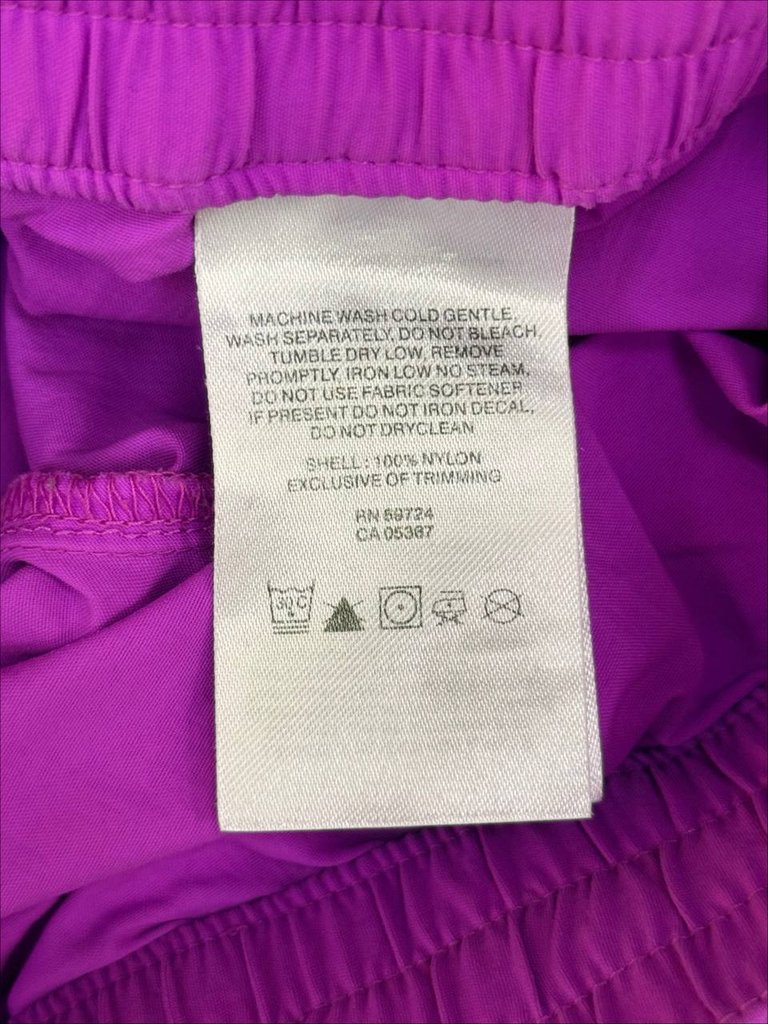 MACHINE WASH COLD GENTLE,
WASH SEPARATELY, DO NOT BLEACH,
TUMBLE DRY LOW, REMOVE
PROMPTLY, IRON LOW NO STEAM,
DO NOT USE FABRIC SOFTENER
IF PRESENT DO NOT IRON DECAL,
DO NOT DRYCLEAN
SHELL : 100% NYLON
EXCLUSIVE OF TRIMMING
RN 59724
CA 05367
30 C